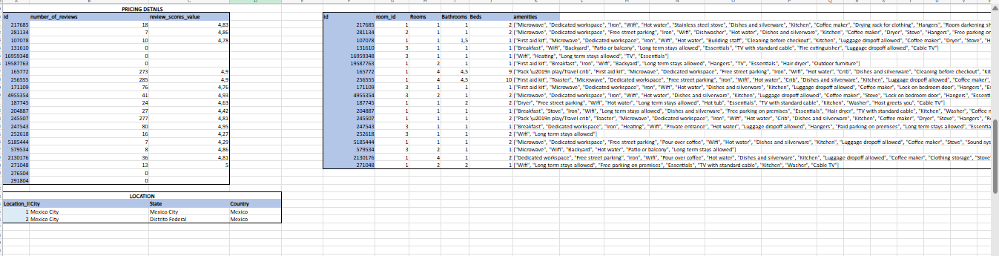 PRICING DETAILS
id number_of_reviews review_scores_value
217685 18 4,83
281134 7 4,86
107078 10 4,78
131610 0
16959348 0
19587763 0
165772 273 4,9
256555 285 4,9
171109 76 4,76
4955354 41 4,93
187745 24 4,63
204887 27 4,42
245507 277 4,81
247543 80 4,95
252618 16 4,27
5185444 7 4,29
579534 8 4,86
2130176 36 4,81
271048 13 5
276504 0
291804 0
LOCATION
Location_I City State Country
1 Mexico City Mexico City Mexico
2 Mexico City Distrito Federal Mexico
id room_id Rooms Bathrooms Beds amenities
217685 1 1 1 2 ["Microwave", "Dedicated workspace", "Iron", "Wifi", "Hot water", "Stainless steel stove", "Dishes and silverware", "Kitchen", "Coffee maker", "Drying rack for clothing", "Hangers", "Room darkening sh
281134 2 1 1 2 ["Microwave", "Dedicated workspace", "Free street parking", "Iron", "Wifi", "Dishwasher", "Hot water", "Dishes and silverware", "Kitchen", "Coffee maker", "Dryer", "Stove", "Hangers", "Free parking or
107078 1 1 1,5 1 ["First aid kit", "Microwave", "Dedicated workspace", "Iron", "Wifi", "Hot water", "Building staff", "Cleaning before checkout", "Kitchen", "Luggage dropoff allowed", "Coffee maker", "Dryer", "Stove", "H
131610 3 1 1 1 ["Breakfast", "Wifi", "Backyard", "Patio or balcony", "Long term stays allowed", "Essentials", "TV with standard cable", "Fire extinguisher", "Luggage dropoff allowed", "Cable TV"]
16959348 3 1 1 1 ["Wifi", "Heating", "Long term stays allowed", "TV", "Essentials"]
19587763 1 2 1 1 ["First aid kit", "Breakfast", "Iron", "Wifi", "Backyard", "Long term stays allowed", "Hangers", "TV", "Essentials", "Hair dryer", "Outdoor furniture"]
165772 1 4 4,5 9 ["Pack \u2019n play/Travel crib", "First aid kit", "Microwave", "Dedicated workspace", "Free street parking", "Iron", "Wifi", "Hot water", "Crib", "Dishes and silverware", "Cleaning before checkout", "Kit
256555 1 4 4,5 10 ["First aid kit", "Toaster", "Microwave", "Dedicated workspace", "Free street parking", "Iron", "Wifi", "Hot water", "Crib", "Dishes and silverware", "Kitchen", "Luggage dropoff allowed", "Coffee maker",
171109 3 1 1 1 ["First aid kit", "Microwave", "Dedicated workspace", "Iron", "Wifi", "Hot water", "Dishes and silverware", "Kitchen", "Luggage dropoff allowed", "Coffee maker", "Lock on bedroom door", "Hangers", "Long
4955354 3 2 1 2 ["Microwave", "Dedicated workspace", "Iron", "Wifi", "Hot water", "Dishes and silverware", "Kitchen", "Luggage dropoff allowed", "Coffee maker", "Stove", "Lock on bedroom door", "Hangers", "Essenti
187745 1 1 2 2 ["Dryer", "Free street parking", "Wifi", "Hot water", "Long term stays allowed", "Hot tub", "Essentials", "TV with standard cable", "Kitchen", "Washer", "Host greets you", "Cable TV"]
204887 1 1 1 1 ["Breakfast", "Stove", "Iron", "Wifi", "Long term stays allowed", "Dishes and silverware", "Free parking on premises", "Essentials", "Hair dryer", "TV with standard cable", "Kitchen", "Washer", "Coffee n
245507 1 1 1 2 ["Pack \u2019n play/Travel crib", "Toaster", "Microwave", "Dedicated workspace", "Iron", "Wifi", "Hot water", "Crib", "Dishes and silverware", "Kitchen", "Coffee maker", "Dryer", "Stove", "Hangers", "Ro
247543 3 1 1 1 ["Breakfast", "Dedicated workspace", "Iron", "Heating", "Wifi", "Private entrance", "Hot water", "Luggage dropoff allowed", "Hangers", "Paid parking on premises", "Long term stays allowed", "Essentia
252618 3 1 1 2 ["Wifi", "Long term stays allowed"]
5185444 1 1 1 2 ["Microwave", "Dedicated workspace", "Free street parking", "Pour over coffee", "Wifi", "Hot water", "Dishes and silverware", "Kitchen", "Luggage dropoff allowed", "Coffee maker", "Stove", "Sound sys
579534 3 2 1 1 ["Microwave", "Wifi", "Backyard", "Hot water", "Patio or balcony", "Long term stays allowed"]
2130176 1 4 1 2 ["Dedicated workspace", "Free street parking", "Iron", "Wifi", "Pour over coffee", "Hot water", "Dishes and silverware", "Kitchen", "Luggage dropoff allowed", "Coffee maker", "Clothing storage", "Stove
271048 1 2 2 1 ["Wifi", "Long term stays allowed", "Free parking on premises", "Essentials", "TV with standard cable", "Kitchen", "Washer", "Cable TV"]